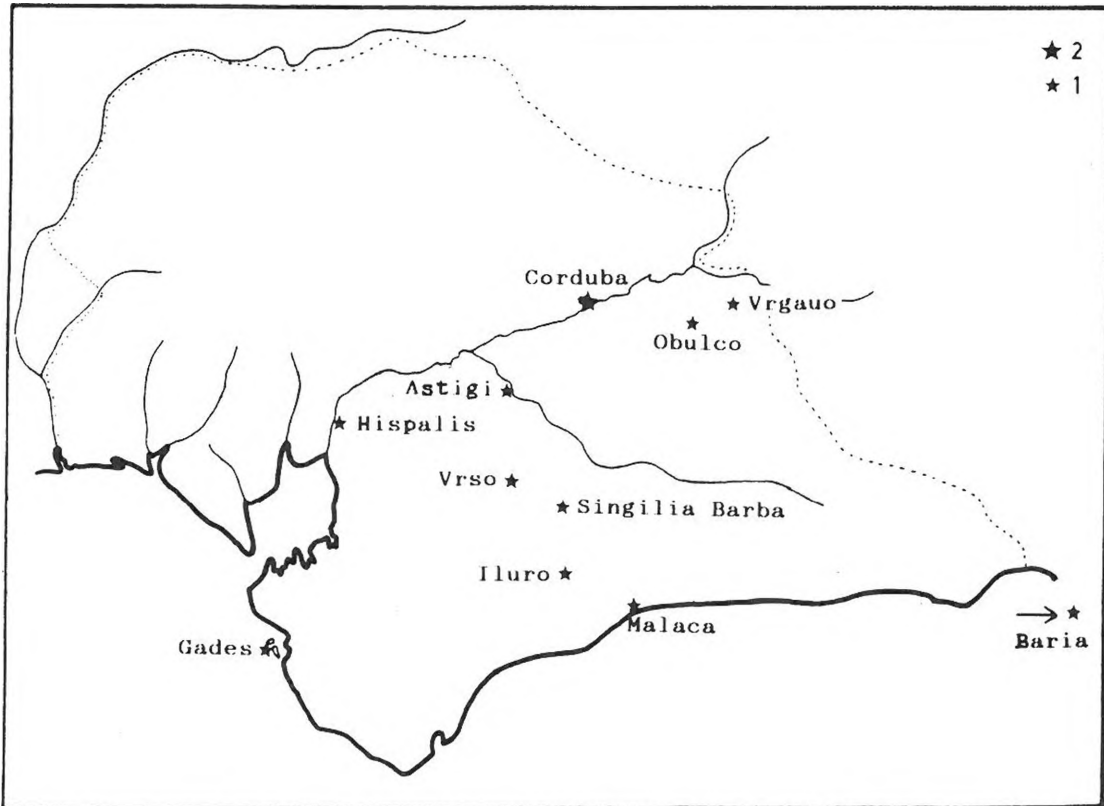 ★ 2
★ 1
Corduba
Vrgauo
Obulco
Astigi
Hispalis
Vrso
Singilia Barba
Iluro
Malaca
Gades
Baria